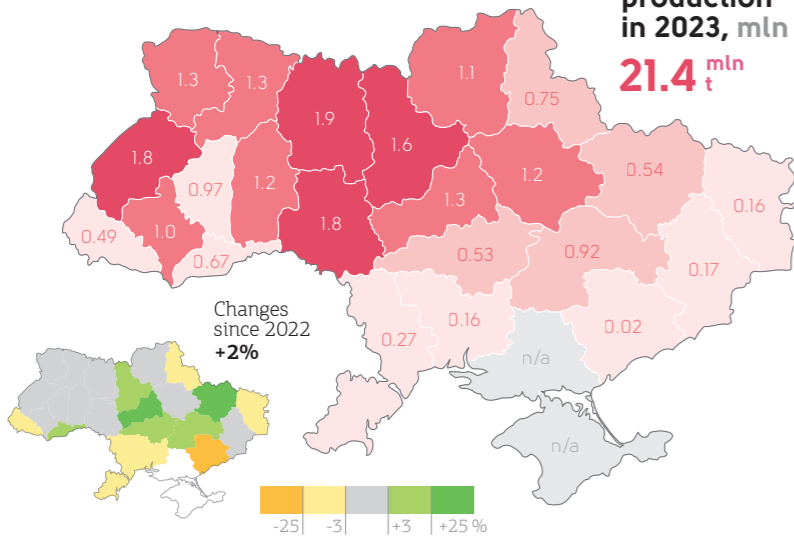 production
in 2023, mln
21.4 mln
t
1.3
1.3
1.1
0.75
1.9
1.6
1.8
0.97
1.2
1.2
0.54
0.16
1.3
0.49
1.0
1.8
0.67
0.53
0.92
0.17
0.27
0.16
0.02
n/a
n/a
Changes
since 2022
+2%
-25 -3 +3 +25 %